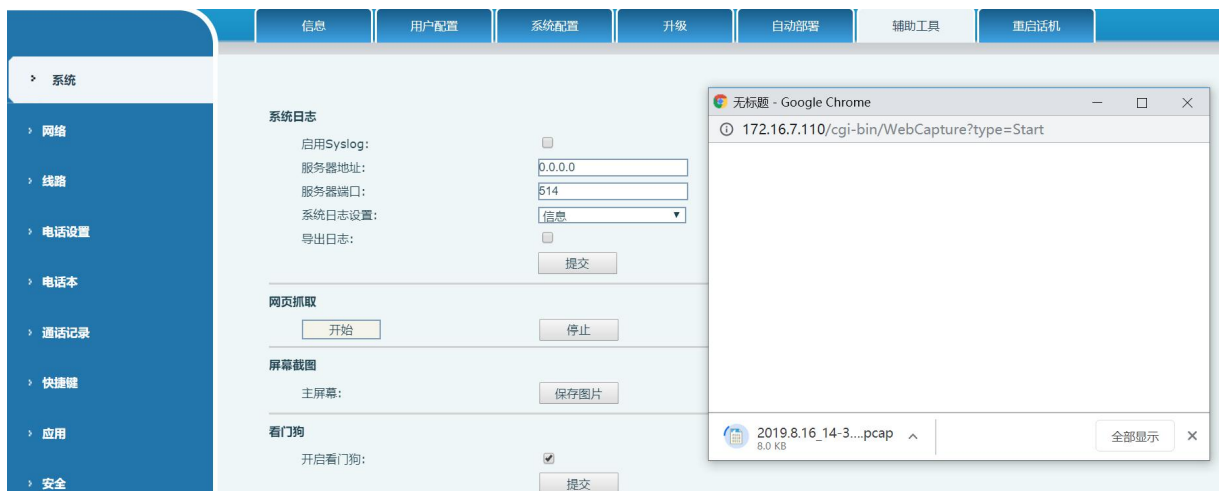 信息 用户配置 系统配置 升级 自动部署 辅助工具 重启话机
系统
网络
线路
电话设置
电话本
通话记录
快捷键
应用
安全
系统日志
启用Syslog:
服务器地址: 0.0.0.0
服务器端口: 514
系统日志设置: 信息
导出日志:
提交
网页抓取
开始 停止
屏幕截图
主屏幕: 保存图片
看门狗
开启看门狗:
提交
无标题 - Google Chrome
172.16.7.110/cgi-bin/WebCapture?type=Start
2019.8.16_14-3....pcap
8.0 KB
全部显示